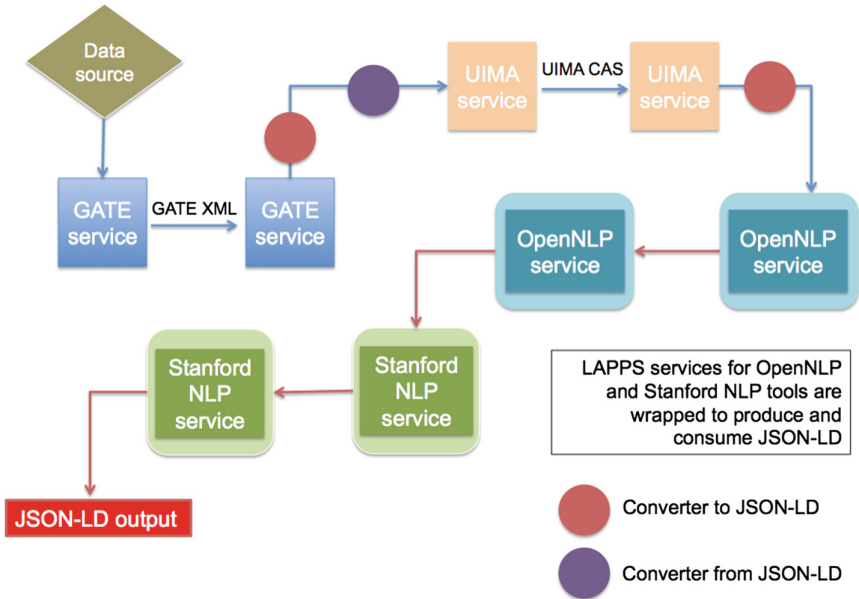 Data
source
GATE
service
GATE XML
GATE
service
UIMA
service
UIMA CAS
UIMA
service
OpenNLP
service
OpenNLP
service
Stanford
NLP
service
Stanford
NLP
service
JSON-LD output
LAPPS services for OpenNLP
and Stanford NLP tools are
wrapped to produce and
consume JSON-LD
Converter to JSON-LD
Converter from JSON-LD